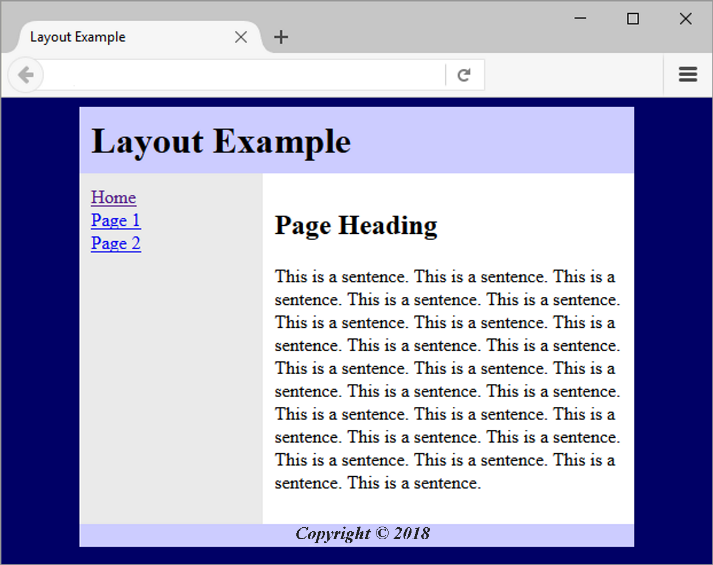 Layout Example
Layout Example
Home
Page 1
Page 2
Page Heading
This is a sentence. This is a sentence. This is a
sentence. This is a sentence. This is a sentence.
This is a sentence. This is a sentence. This is a
sentence. This is a sentence. This is a sentence.
This is a sentence. This is a sentence. This is a
sentence. This is a sentence. This is a sentence.
This is a sentence. This is a sentence. This is a
sentence. This is a sentence. This is a sentence.
This is a sentence. This is a sentence. This is a
sentence. This is a sentence.
Copyright © 2018